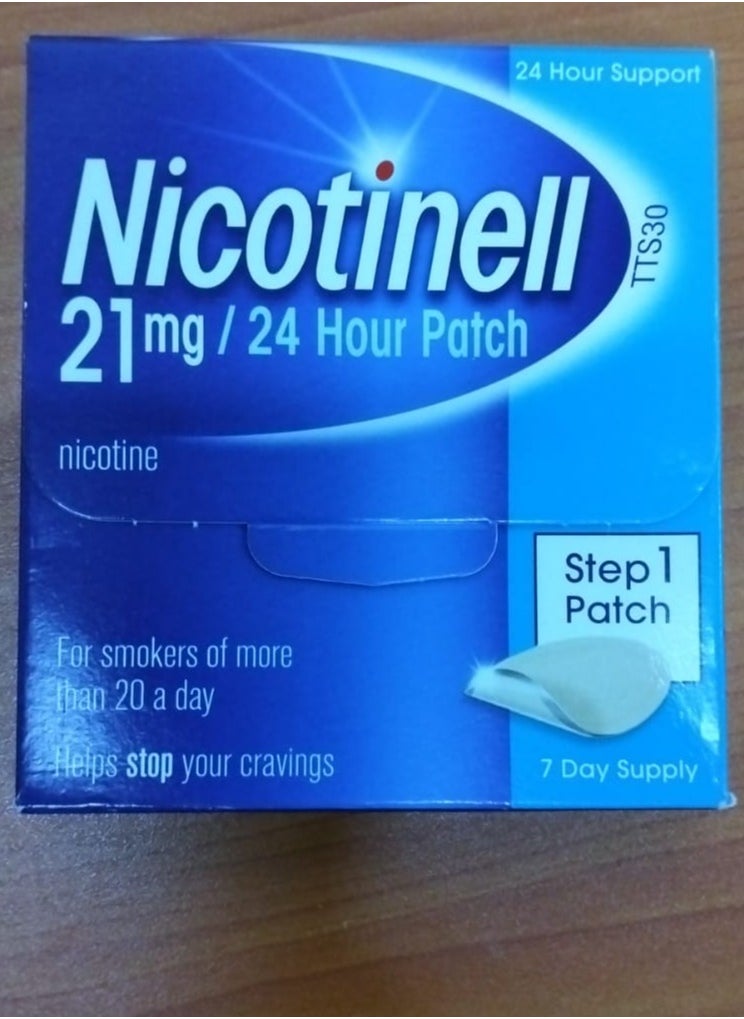 24 Hour Support
Nicotinell
TTS30
21mg / 24 Hour Patch
nicotine
Step 1
Patch
For smokers of more
than 20 a day
Helps stop your cravings
7 Day Supply